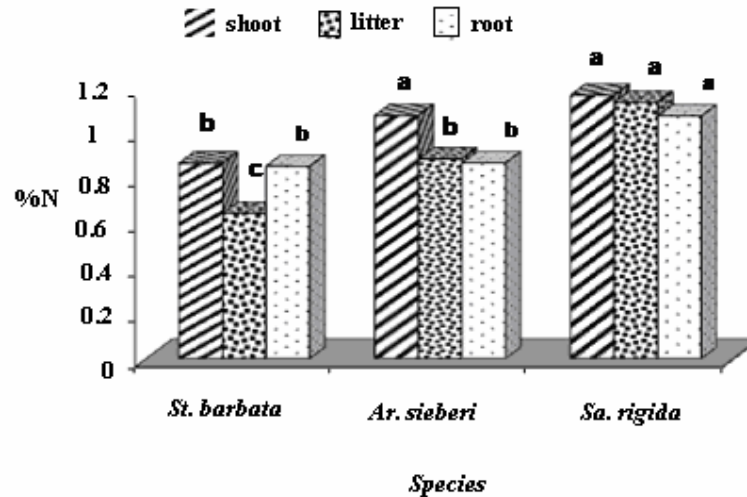 shoot litter root
a a a
a
b b b b
c
1.2
1
0.8
%N
0.6
0.4
0.2
0
St. barbata Ar. sieberi Sa. rigida
Species